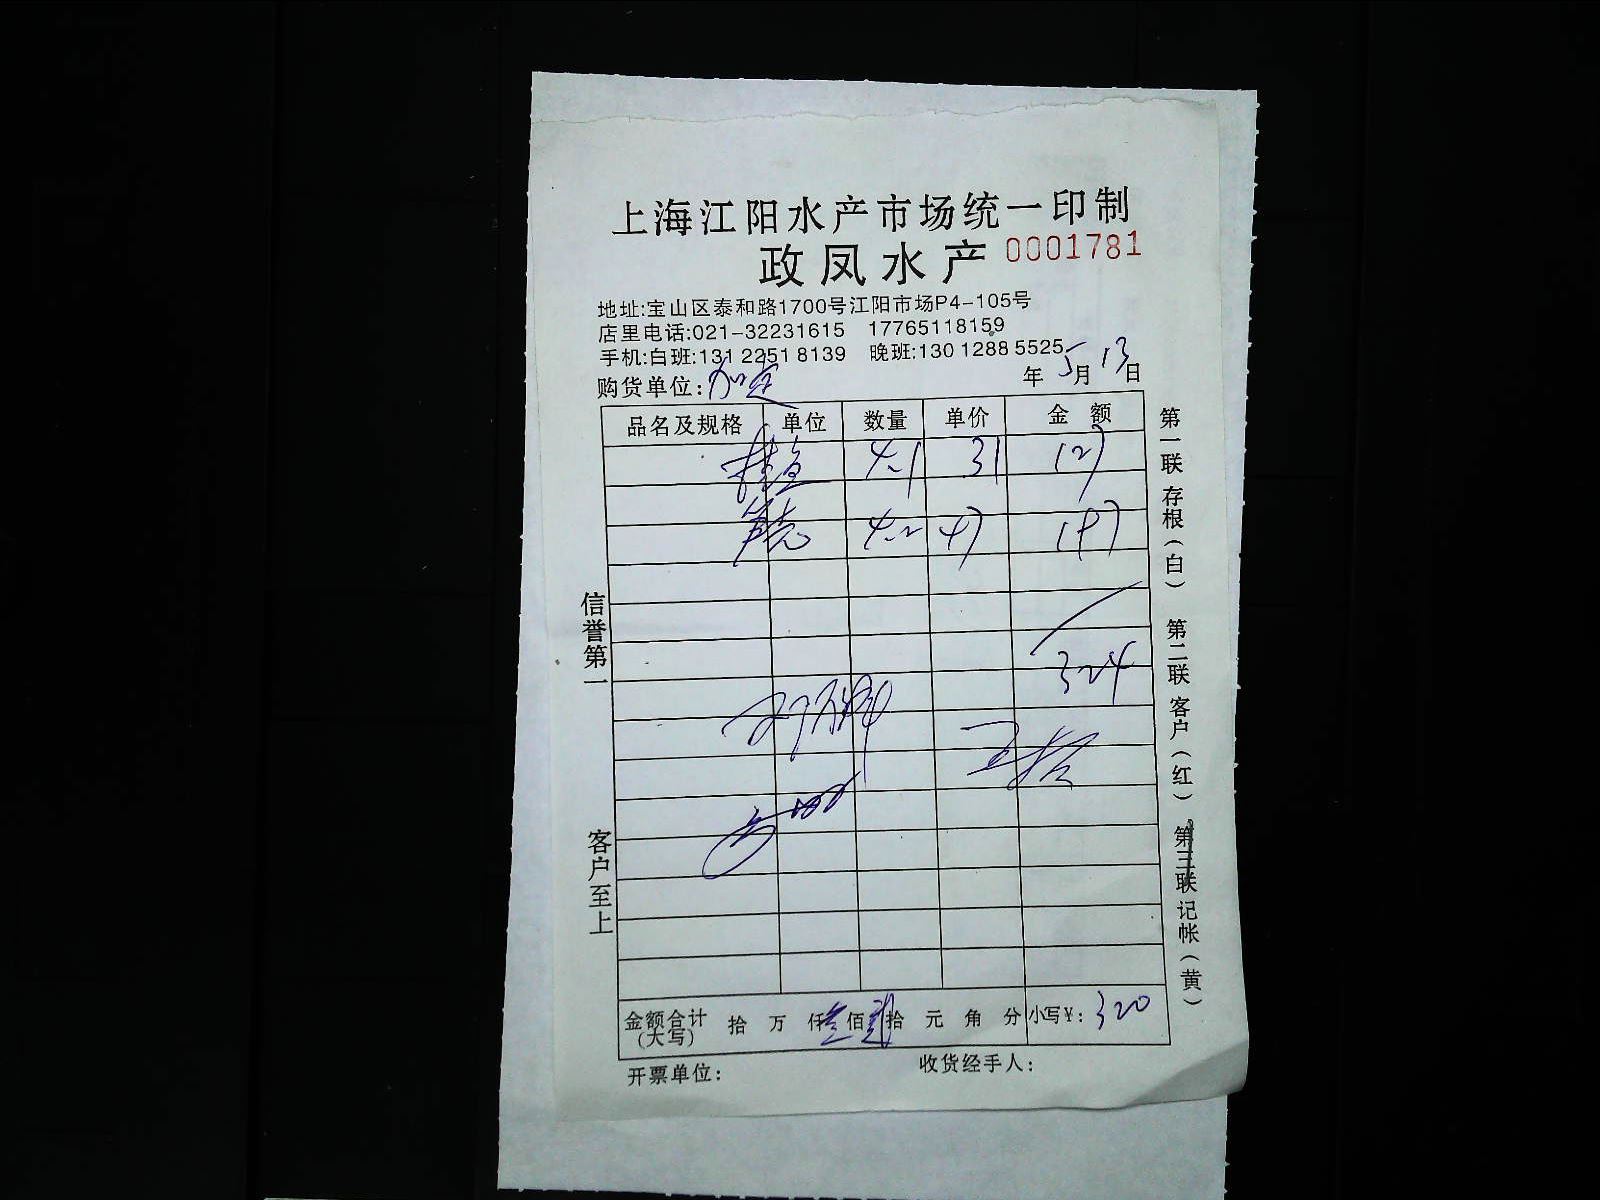 上海江阳水产市场统一印制
政凤水产 0001781
地址:宝山区泰和路1700号江阳市场P4-105号
店里电话:021-32231615 17765118159
手机:白班:131 2251 8139 晚班:130 1288 5525
购货单位: 年5月13日
品名及规格 单位 数量 单价 金额
桂鱼 4.1 31 127
4.2 47 197
324
金额合计(大写) 拾 万 仟叁佰贰拾 元 角 分 小写¥: 320
开票单位: 收货经手人:
信誉第一
客户至上
第一联 存根(白) 第二联 客户(红) 第三联 记帐(黄)